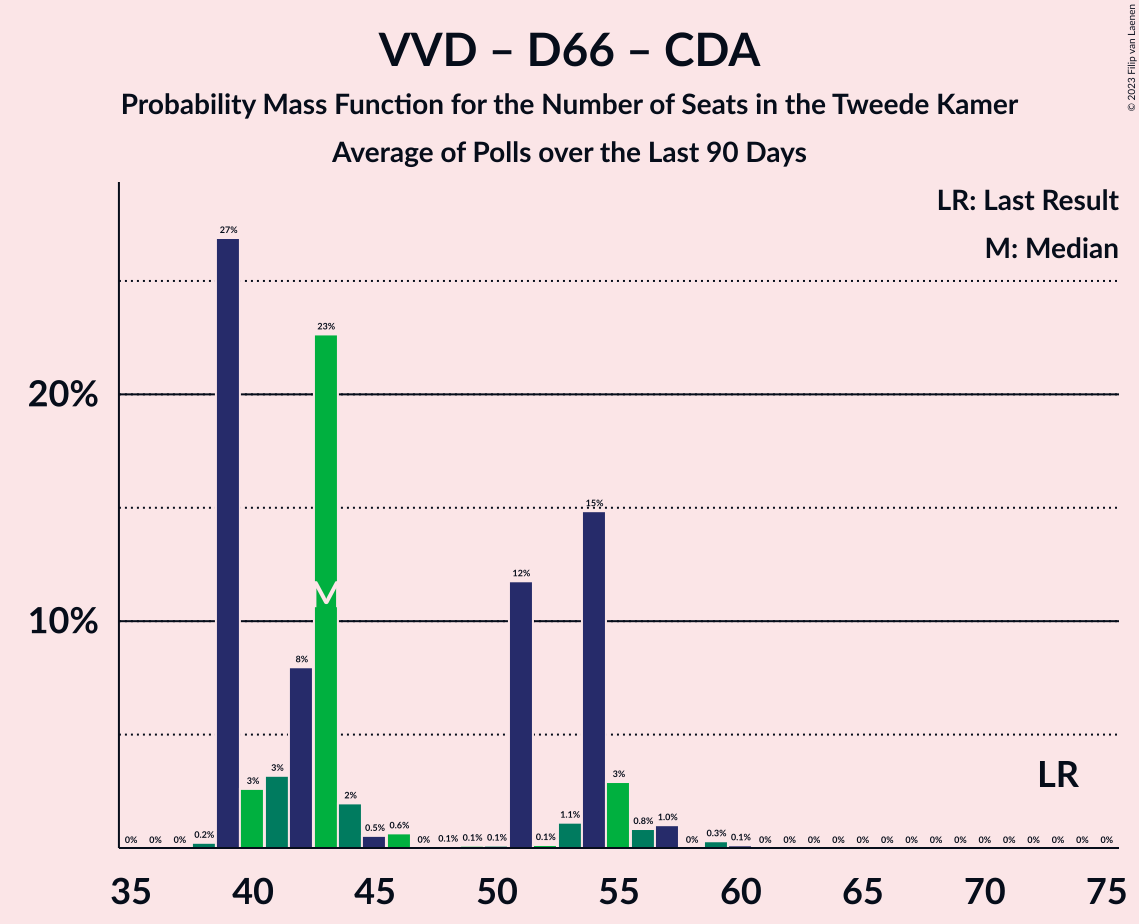 VVD – D66 – CDA
Probability Mass Function for the Number of Seats in the Tweede Kamer
Average of Polls over the Last 90 Days
© 2023 Filip van Laenen
LR: Last Result
M: Median
27%
23%
20%
15%
12%
10%
M
8%
3% 3% 2% 3% LR
0% 0% 0% 0.2% 0.5% 0.6% 0% 0.1% 0.1% 0.1% 0.1% 1.1% 0.8% 1.0% 0% 0.3% 0.1% 0% 0% 0% 0% 0% 0% 0% 0% 0% 0% 0% 0% 0% 0% 0%
35 40 45 50 55 60 65 70 75